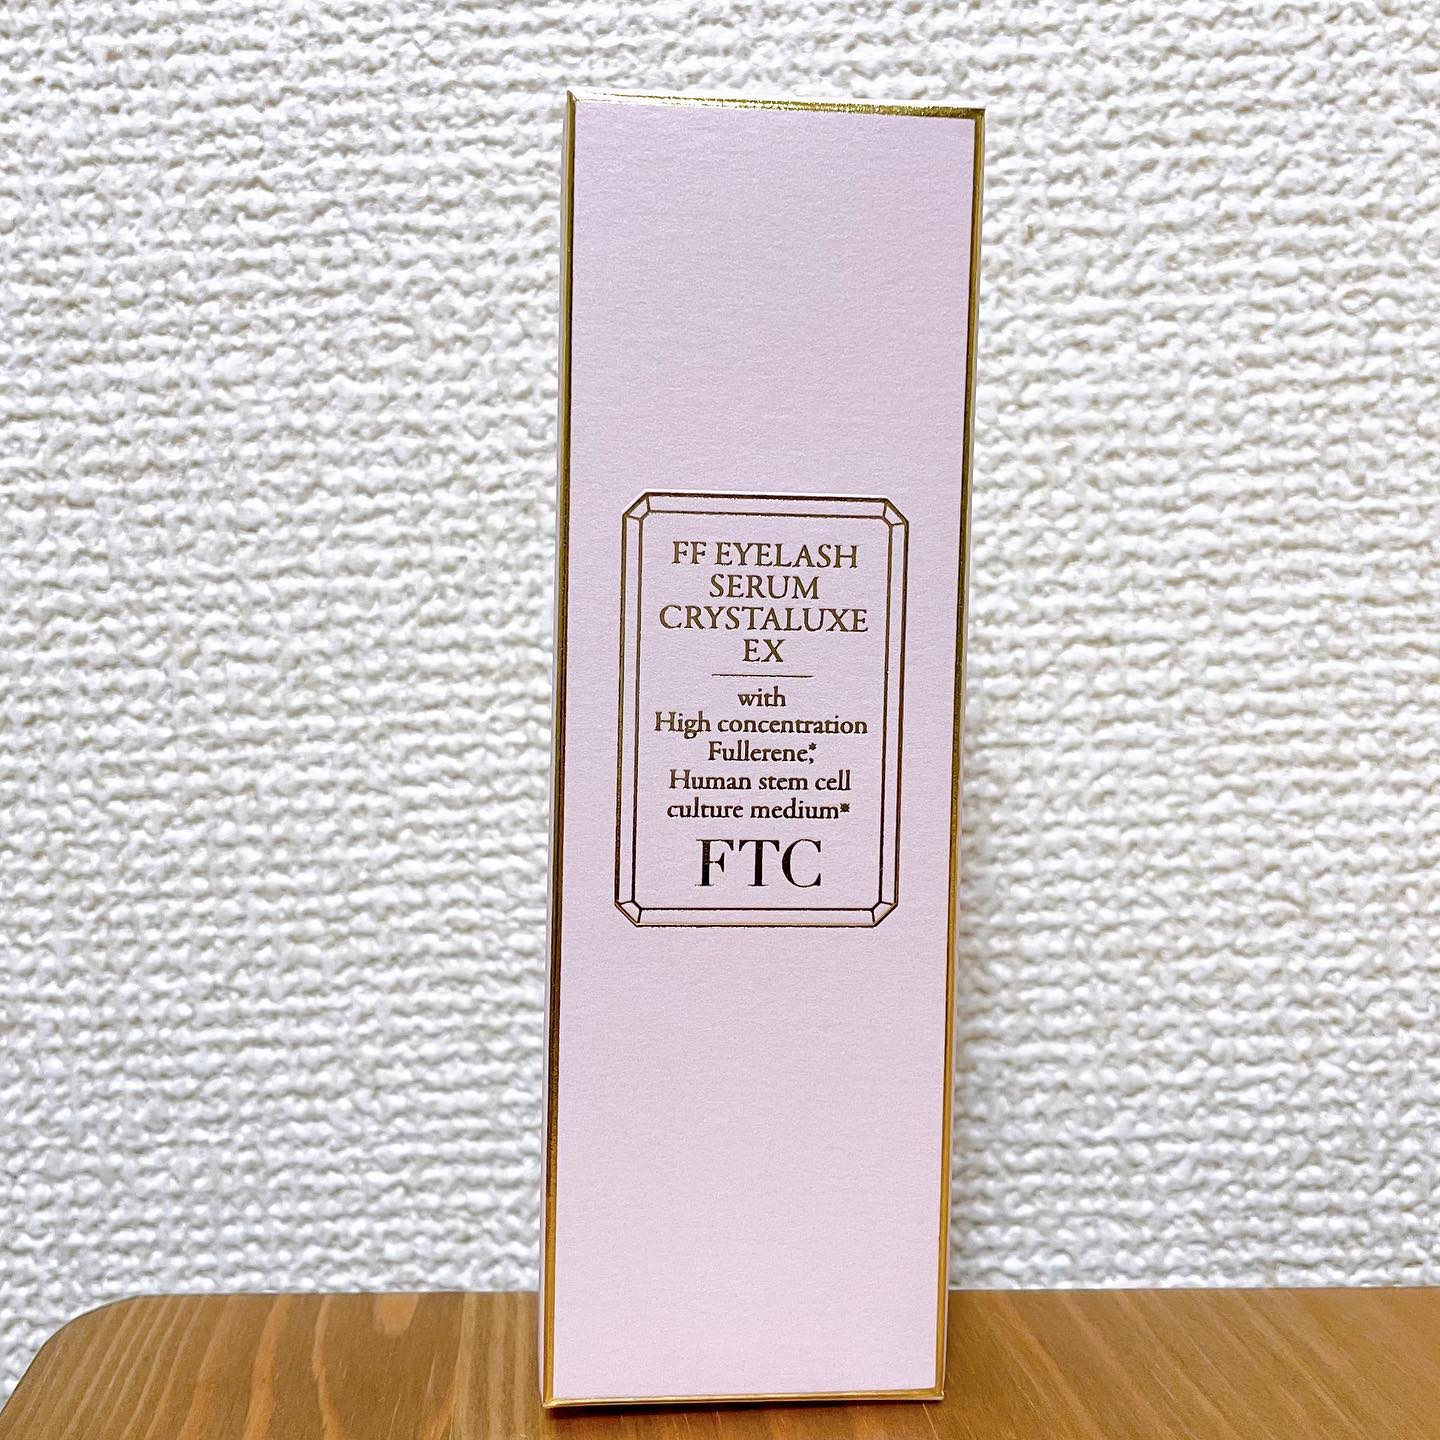 FF EYELASH
SERUM
CRYSTALUXE
EX
with
High concentration
Fullerene,*
Human stem cell
culture medium※
FTC